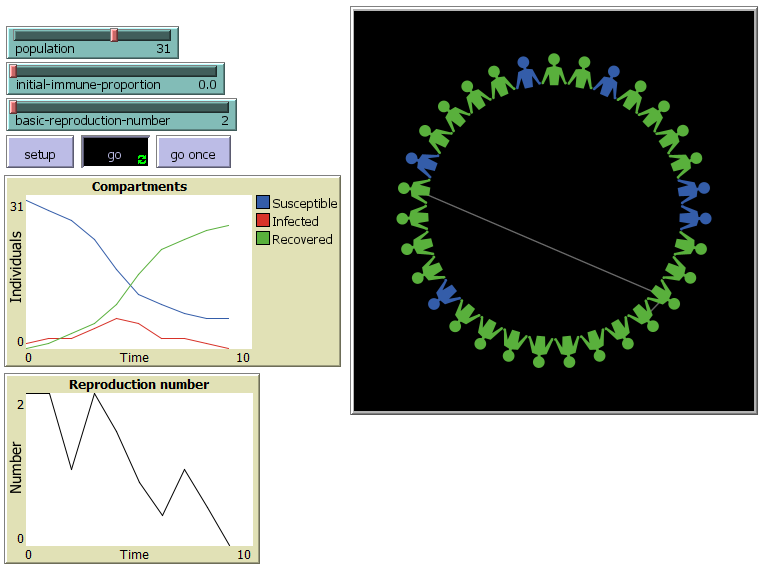 population 31
initial-immune-proportion 0.0
basic-reproduction-number 2
setup go go once
Compartments
31
Individuals
0
0 Time 10
Susceptible
Infected
Recovered
Reproduction number
2
Number
0
0 Time 10